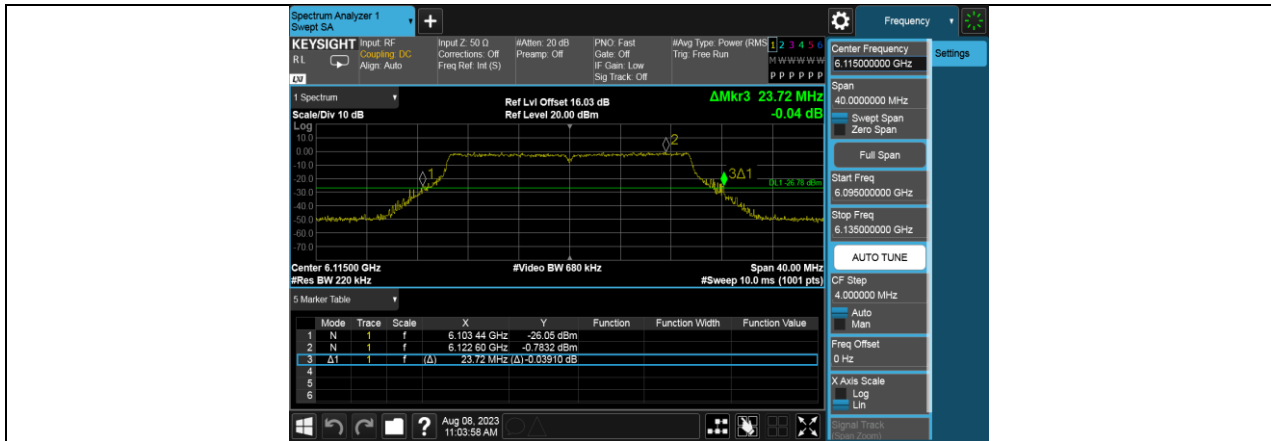 Spectrum Analyzer 1
Swept SA
Frequency
KEYSIGHT
RL
LXI
Input: RF
Coupling: DC
Align: Auto
Input Z: 50 Ω
Corrections: Off
Freq Ref: Int (S)
#Atten: 20 dB
Preamp: Off
PNO: Fast
Gate: Off
IF Gain: Low
Sig Track: Off
#Avg Type: Power (RMS
Trig: Free Run
1 2 3 4 5 6
M W W W W W
P P P P P P
1 Spectrum
Scale/Div 10 dB
Ref Lvl Offset 16.03 dB
Ref Level 20.00 dBm
ΔMkr3 23.72 MHz
-0.04 dB
Log
10.0
0.00
-10.0
-20.0
-30.0
-40.0
-50.0
-60.0
-70.0
1
2
3Δ1
DL1 -26.78 dBm
Center 6.11500 GHz
#Video BW 680 kHz
Span 40.00 MHz
#Res BW 220 kHz
#Sweep 10.0 ms (1001 pts)
5 Marker Table
Mode Trace Scale X Y Function Function Width Function Value
1 N 1 f 6.103 44 GHz -26.05 dBm
2 N 1 f 6.122 60 GHz -0.7832 dBm
3 Δ1 1 f (Δ) 23.72 MHz (Δ) -0.03910 dB
4
5
6
Aug 08, 2023
11:03:58 AM
Center Frequency
6.115000000 GHz
Settings
Span
40.0000000 MHz
Swept Span
Zero Span
Full Span
Start Freq
6.095000000 GHz
Stop Freq
6.135000000 GHz
AUTO TUNE
CF Step
4.000000 MHz
Auto
Man
Freq Offset
0 Hz
X Axis Scale
Log
Lin
Signal Track
(Span Zoom)